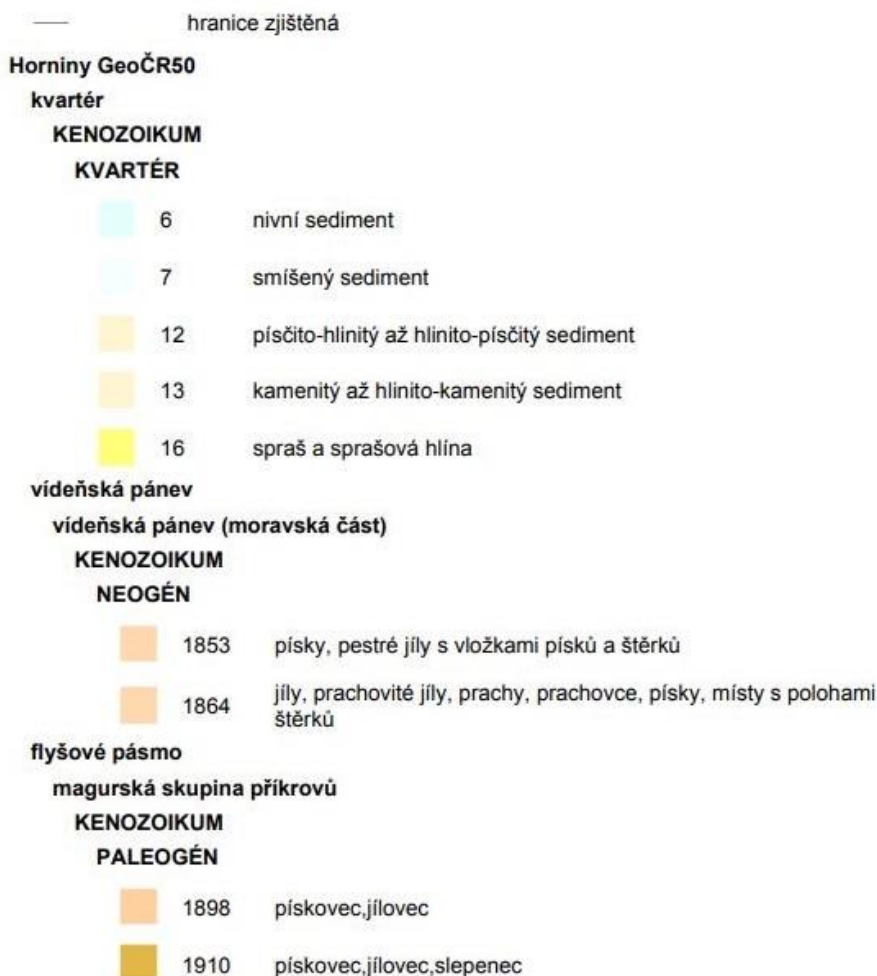 hranice zjištěná
Horniny GeoČR50
kvartér
KENOZOIKUM
KVARTÉR
6 nivní sediment
7 smíšený sediment
12 písčito-hlinitý až hlinito-písčitý sediment
13 kamenitý až hlinito-kamenitý sediment
16 spraš a sprašová hlína
vídeňská pánev
vídeňská pánev (moravská část)
KENOZOIKUM
NEOGÉN
1853 písky, pestré jíly s vložkami písků a štěrků
1864 jíly, prachovité jíly, prachy, prachovce, písky, místy s polohami
štěrků
flyšové pásmo
magurská skupina příkrovů
KENOZOIKUM
PALEOGÉN
1898 pískovec,jílovec
1910 pískovec,jílovec,slepenec